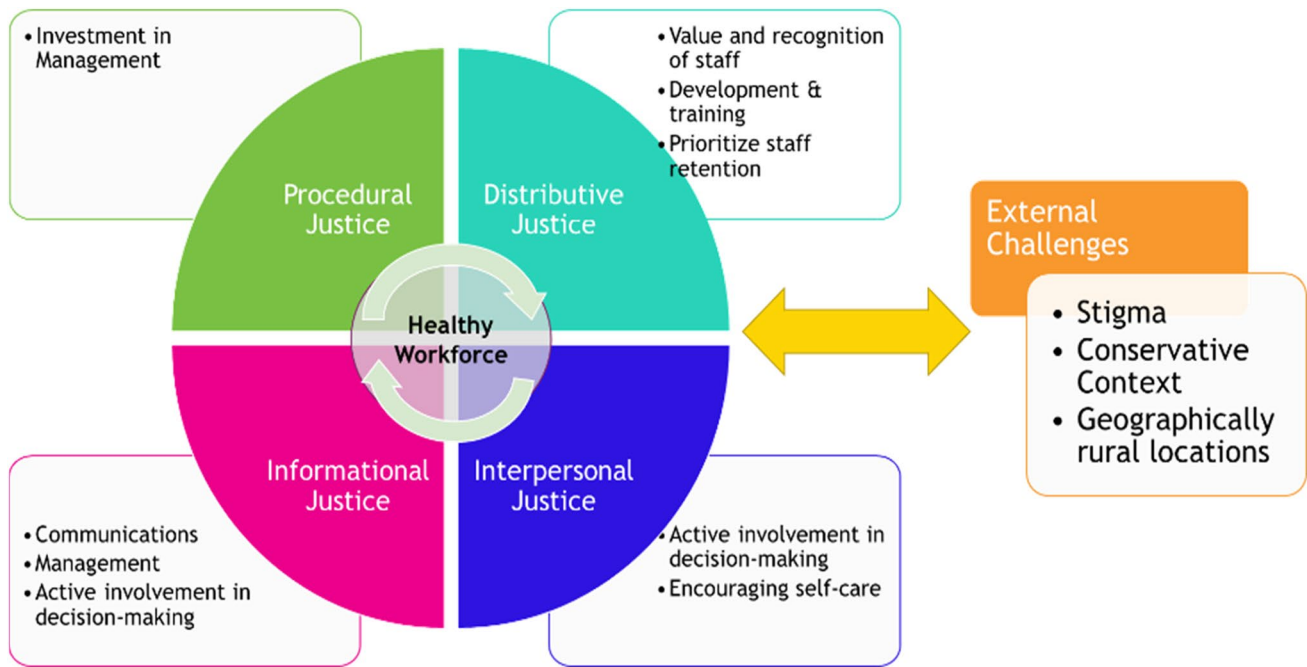 • Investment in
Management
• Value and recognition
of staff
• Development &
training
• Prioritize staff
retention
Procedural
Justice
Distributive
Justice
Healthy
Workforce
Informational
Justice
Interpersonal
Justice
• Communications
• Management
• Active involvement in
decision-making
• Active involvement in
decision-making
• Encouraging self-care
External
Challenges
• Stigma
• Conservative
Context
• Geographically
rural locations